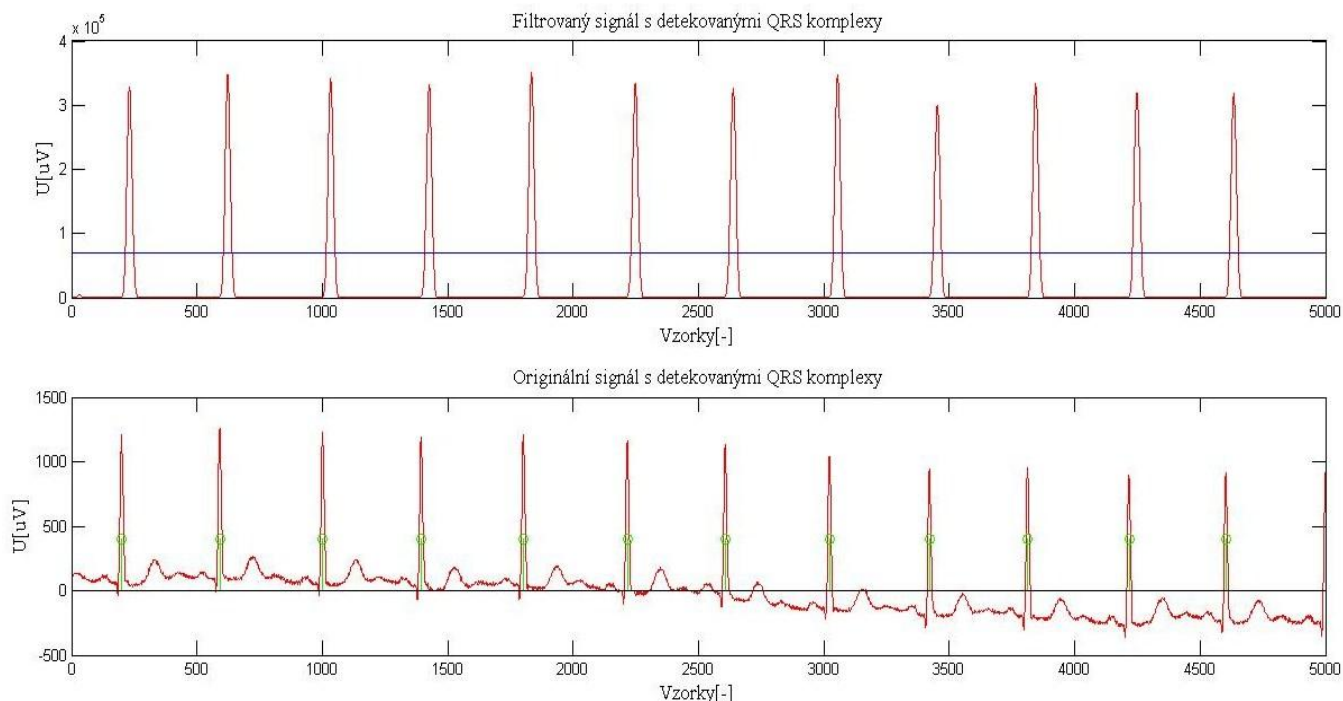 Filtrovaný signál s detekovanými QRS komplexy
x 10⁵
4
3
2
1
0
U[uV]
0 500 1000 1500 2000 2500 3000 3500 4000 4500 5000
Vzorky[-]
Originální signál s detekovanými QRS komplexy
1500
1000
500
0
-500
U[uV]
0 500 1000 1500 2000 2500 3000 3500 4000 4500 5000
Vzorky[-]